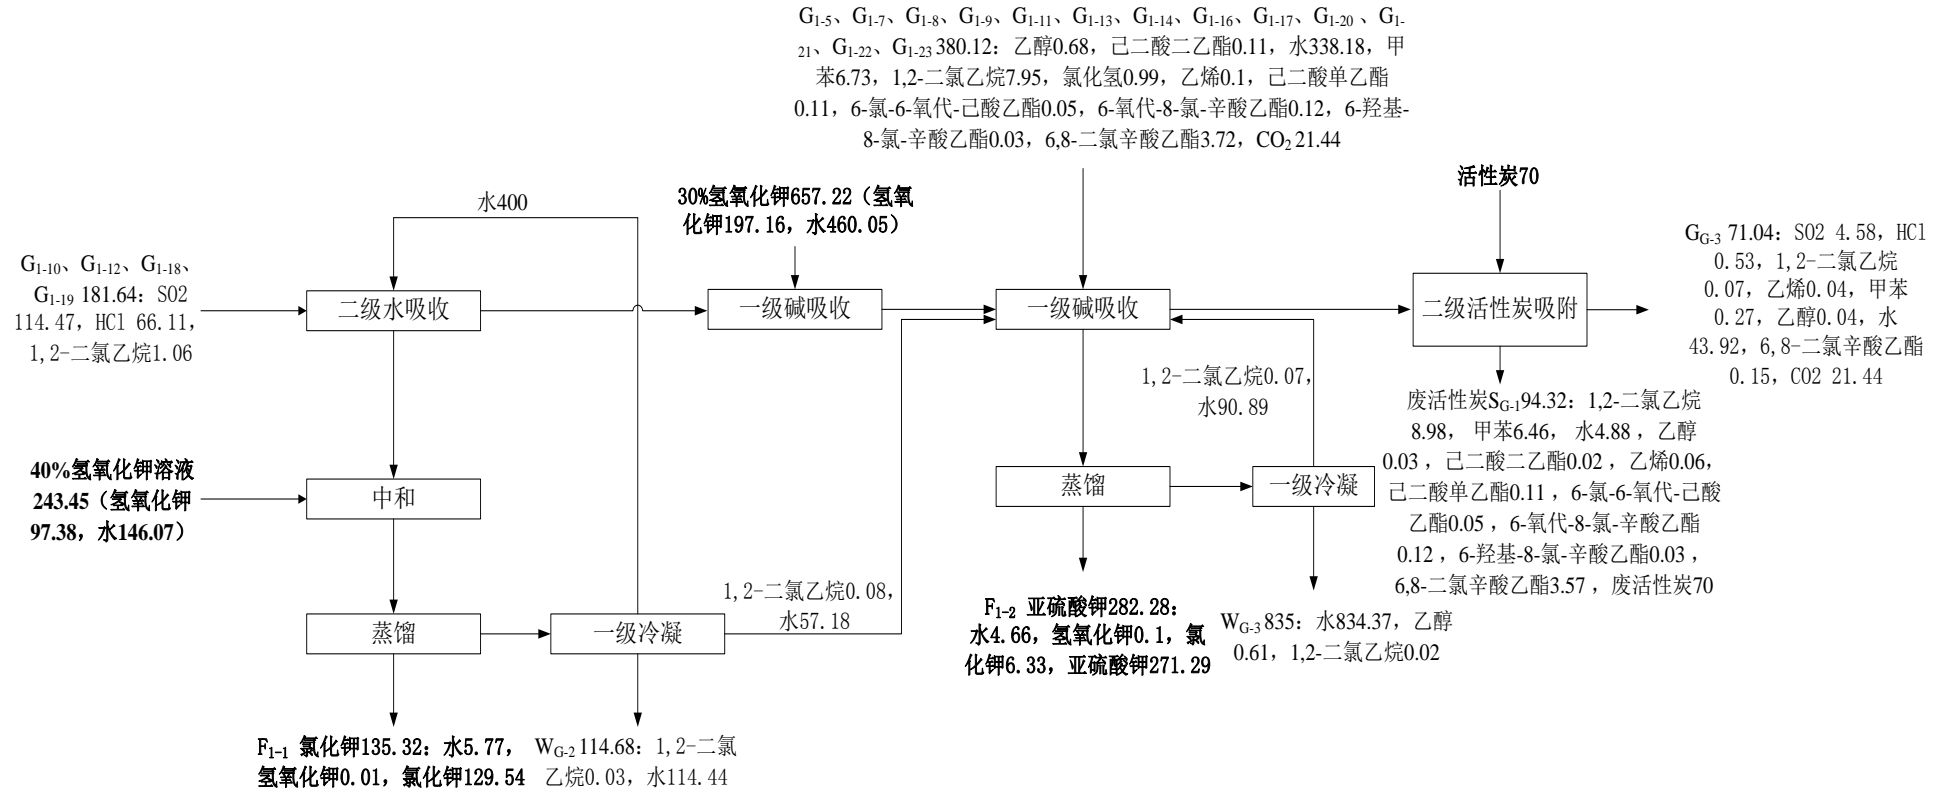 G1-5、G1-7、G1-8、G1-9、G1-11、G1-13、G1-14、G1-16、G1-17、G1-20 、G1-
21、G1-22、G1-23 380.12：乙醇0.68，己二酸二乙酯0.11，水338.18，甲
苯6.73，1,2-二氯乙烷7.95，氯化氢0.99，乙烯0.1，己二酸单乙酯
0.11，6-氯-6-氧代-己酸乙酯0.05，6-氧代-8-氯-辛酸乙酯0.12，6-羟基-
8-氯-辛酸乙酯0.03，6,8-二氯辛酸乙酯3.72，CO2 21.44
活性炭70
30%氢氧化钾657.22（氢氧
化钾197.16，水460.05）
水400
G1-10、G1-12、G1-18、
G1-19 181.64：SO2
114.47，HCl 66.11，
1,2-二氯乙烷1.06
二级水吸收
一级碱吸收
一级碱吸收
二级活性炭吸附
GG-3 71.04：SO2 4.58，HCl
0.53，1,2-二氯乙烷
0.07，乙烯0.04，甲苯
0.27，乙醇0.04，水
43.92，6,8-二氯辛酸乙酯
0.15，CO2 21.44
1,2-二氯乙烷0.07，
水90.89
废活性炭SG-194.32：1,2-二氯乙烷
8.98， 甲苯6.46， 水4.88 ，乙醇
0.03 ，己二酸二乙酯0.02 ，乙烯0.06，
己二酸单乙酯0.11 ，6-氯-6-氧代-己酸
乙酯0.05 ，6-氧代-8-氯-辛酸乙酯
0.12 ，6-羟基-8-氯-辛酸乙酯0.03 ，
6,8-二氯辛酸乙酯3.57 ，废活性炭70
40%氢氧化钾溶液
243.45（氢氧化钾
97.38，水146.07）
中和
蒸馏
一级冷凝
1,2-二氯乙烷0.08，
水57.18
蒸馏
一级冷凝
F1-2 亚硫酸钾282.28：
水4.66，氢氧化钾0.1，氯
化钾6.33，亚硫酸钾271.29
WG-3 835：水834.37，乙醇
0.61，1,2-二氯乙烷0.02
F1-1 氯化钾135.32：水5.77，
氢氧化钾0.01，氯化钾129.54
WG-2 114.68：1,2-二氯
乙烷0.03，水114.44